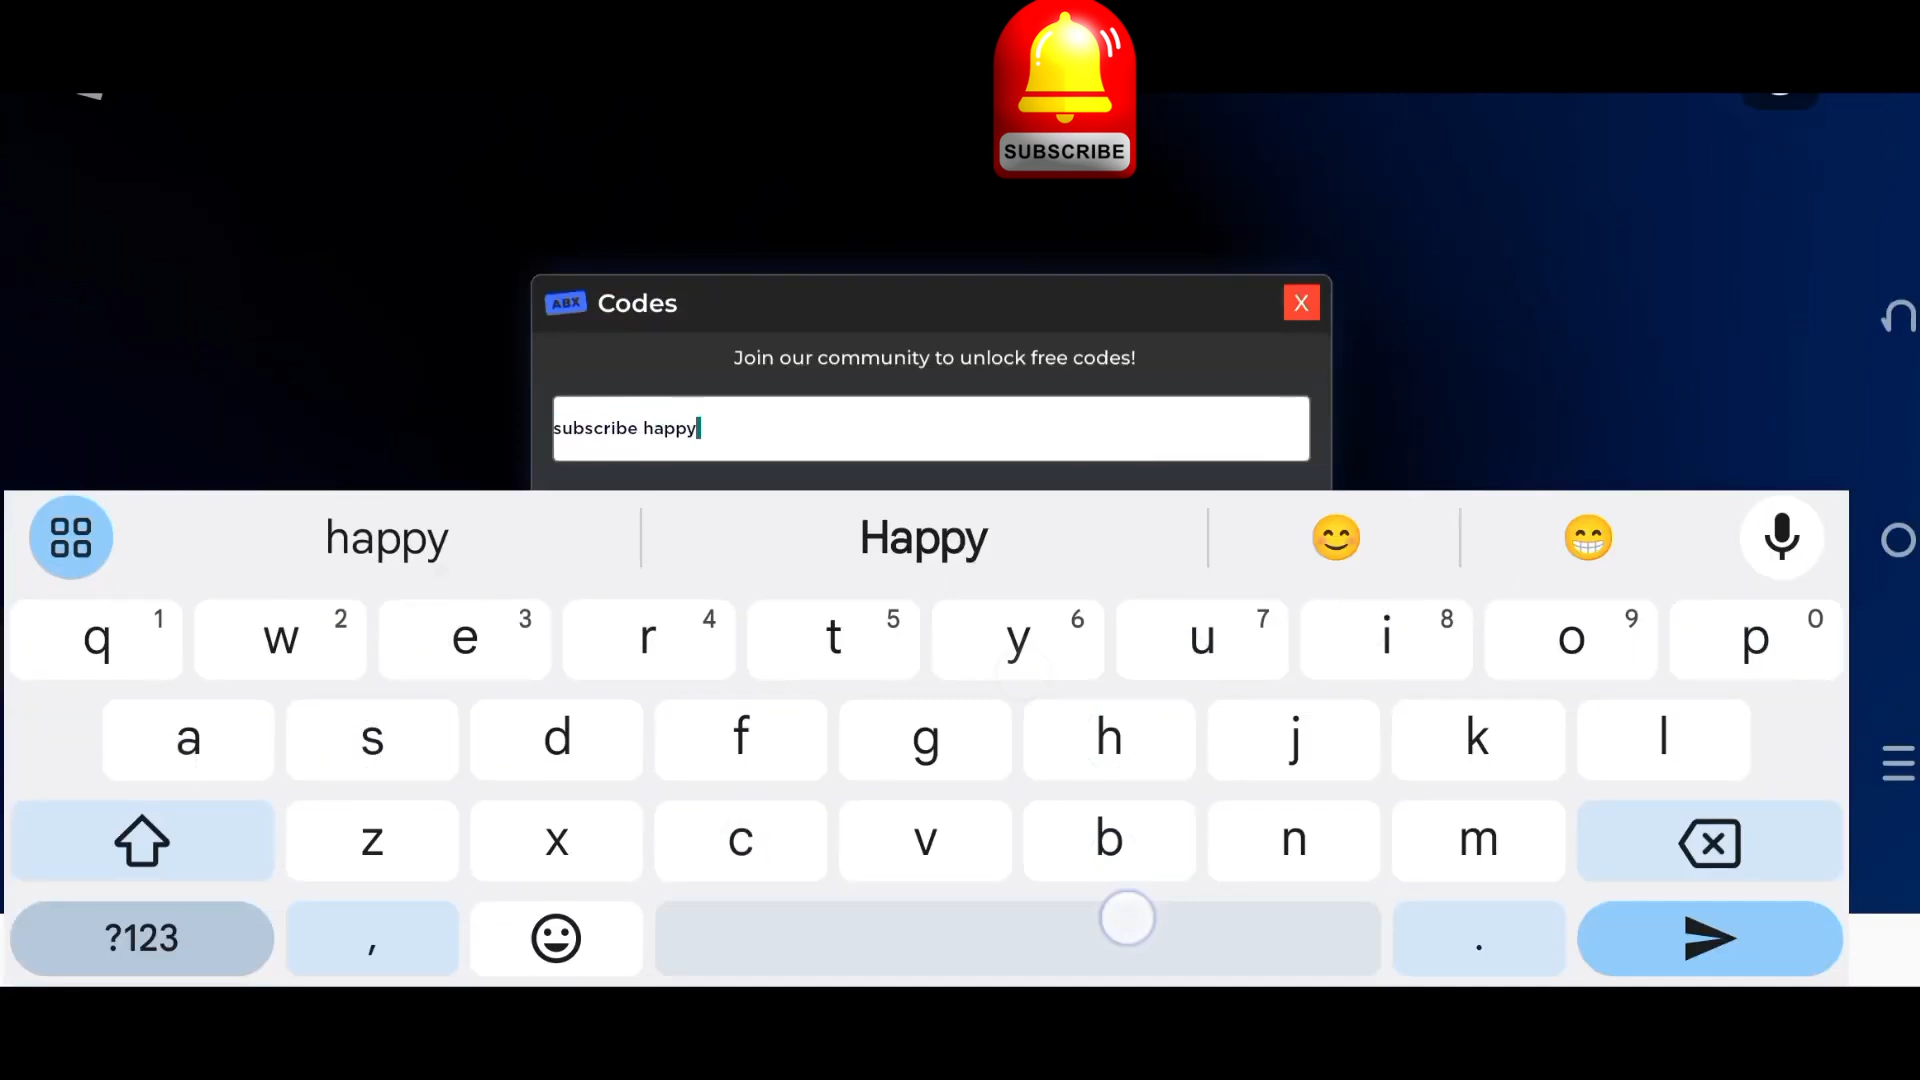 SUBSCRIBE
ABX Codes X
Join our community to unlock free codes!
subscribe happy
happy Happy 😊 😁
q 1 w 2 e 3 r 4 t 5 y 6 u 7 i 8 o 9 p 0
a s d f g h j k l
z x c v b n m
?123 , .